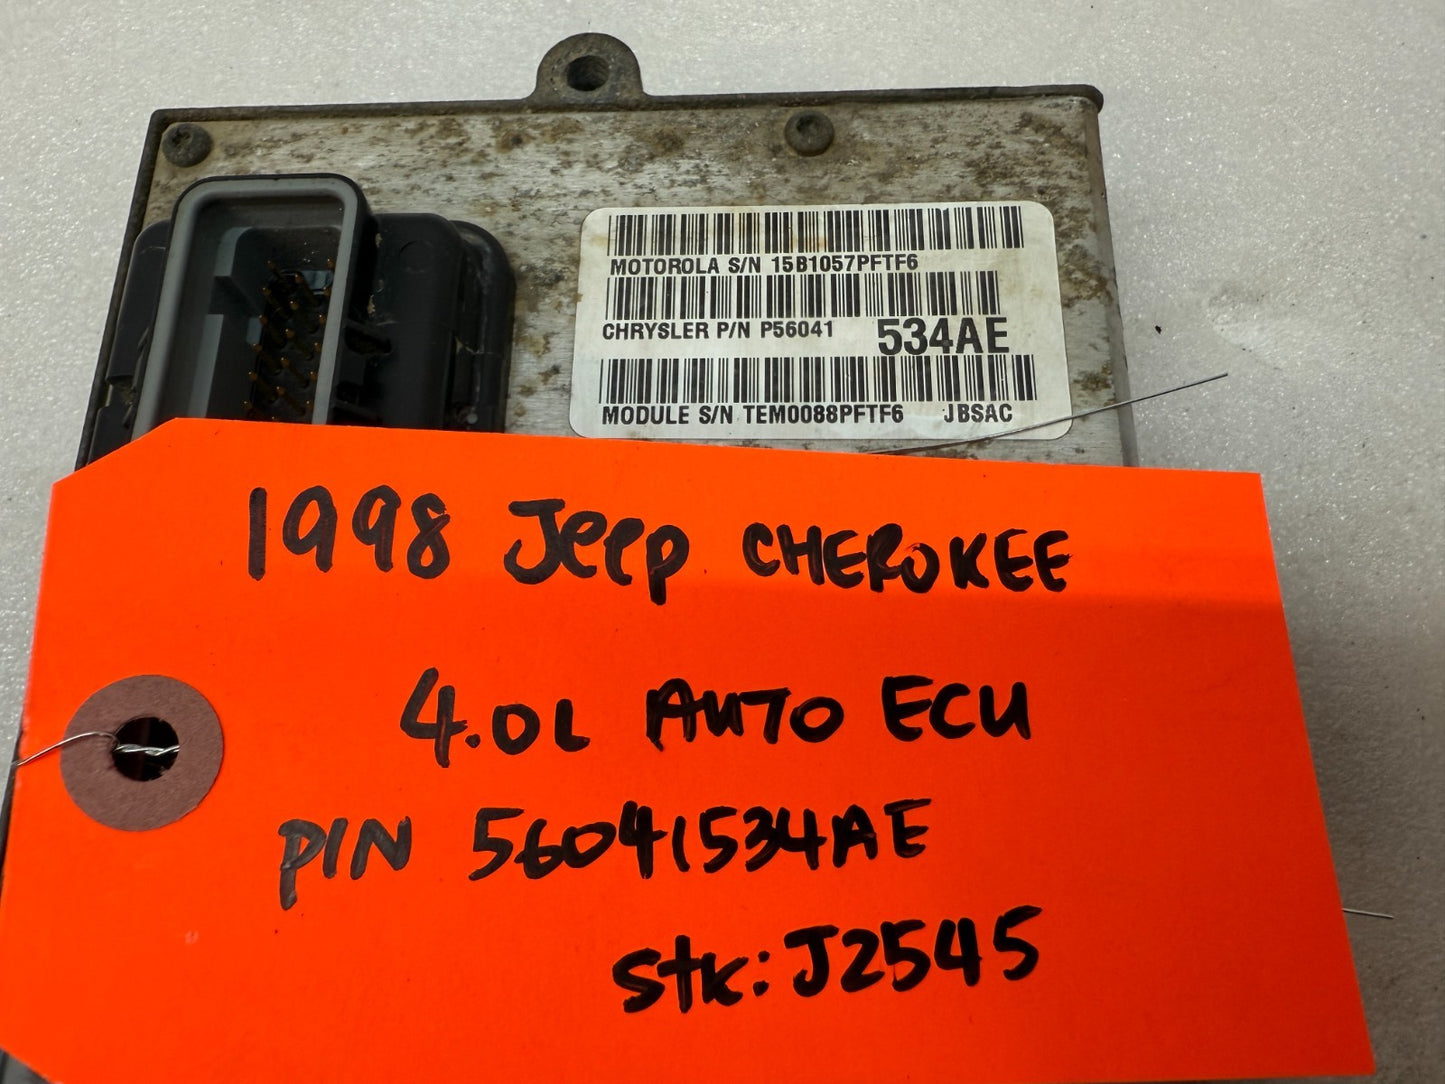 MOTOROLA S/N 15B1057PFTF6
CHRYSLER P/N P56041 534AE
MODULE S/N TEM0088PFTF6 JBSAC
1998 Jeep CHEROKEE
4.0L AUTO ECU
P/N 56041534AE
Stk: J2545